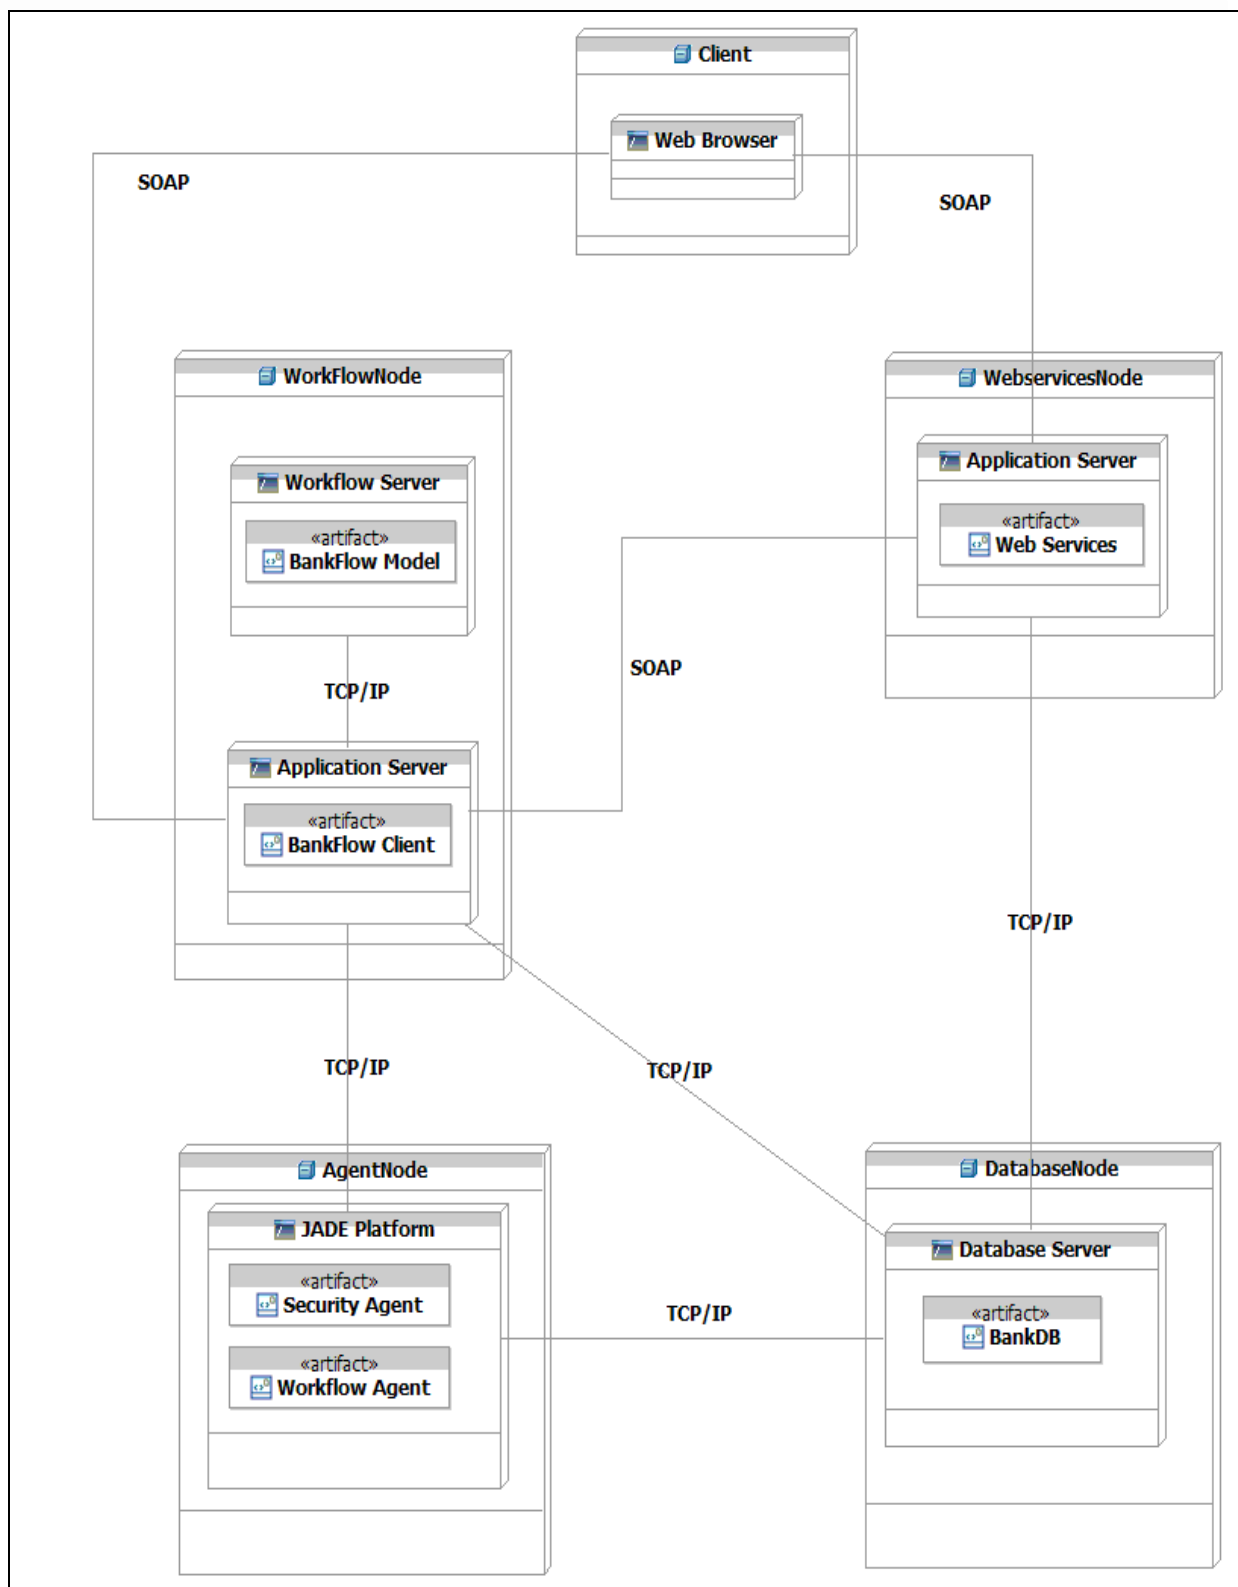 Client
Web Browser
SOAP
SOAP
WorkFlowNode
WebservicesNode
Workflow Server
«artifact»
BankFlow Model
Application Server
«artifact»
Web Services
TCP/IP
SOAP
Application Server
«artifact»
BankFlow Client
TCP/IP
TCP/IP
TCP/IP
AgentNode
JADE Platform
«artifact»
Security Agent
«artifact»
Workflow Agent
TCP/IP
DatabaseNode
Database Server
«artifact»
BankDB